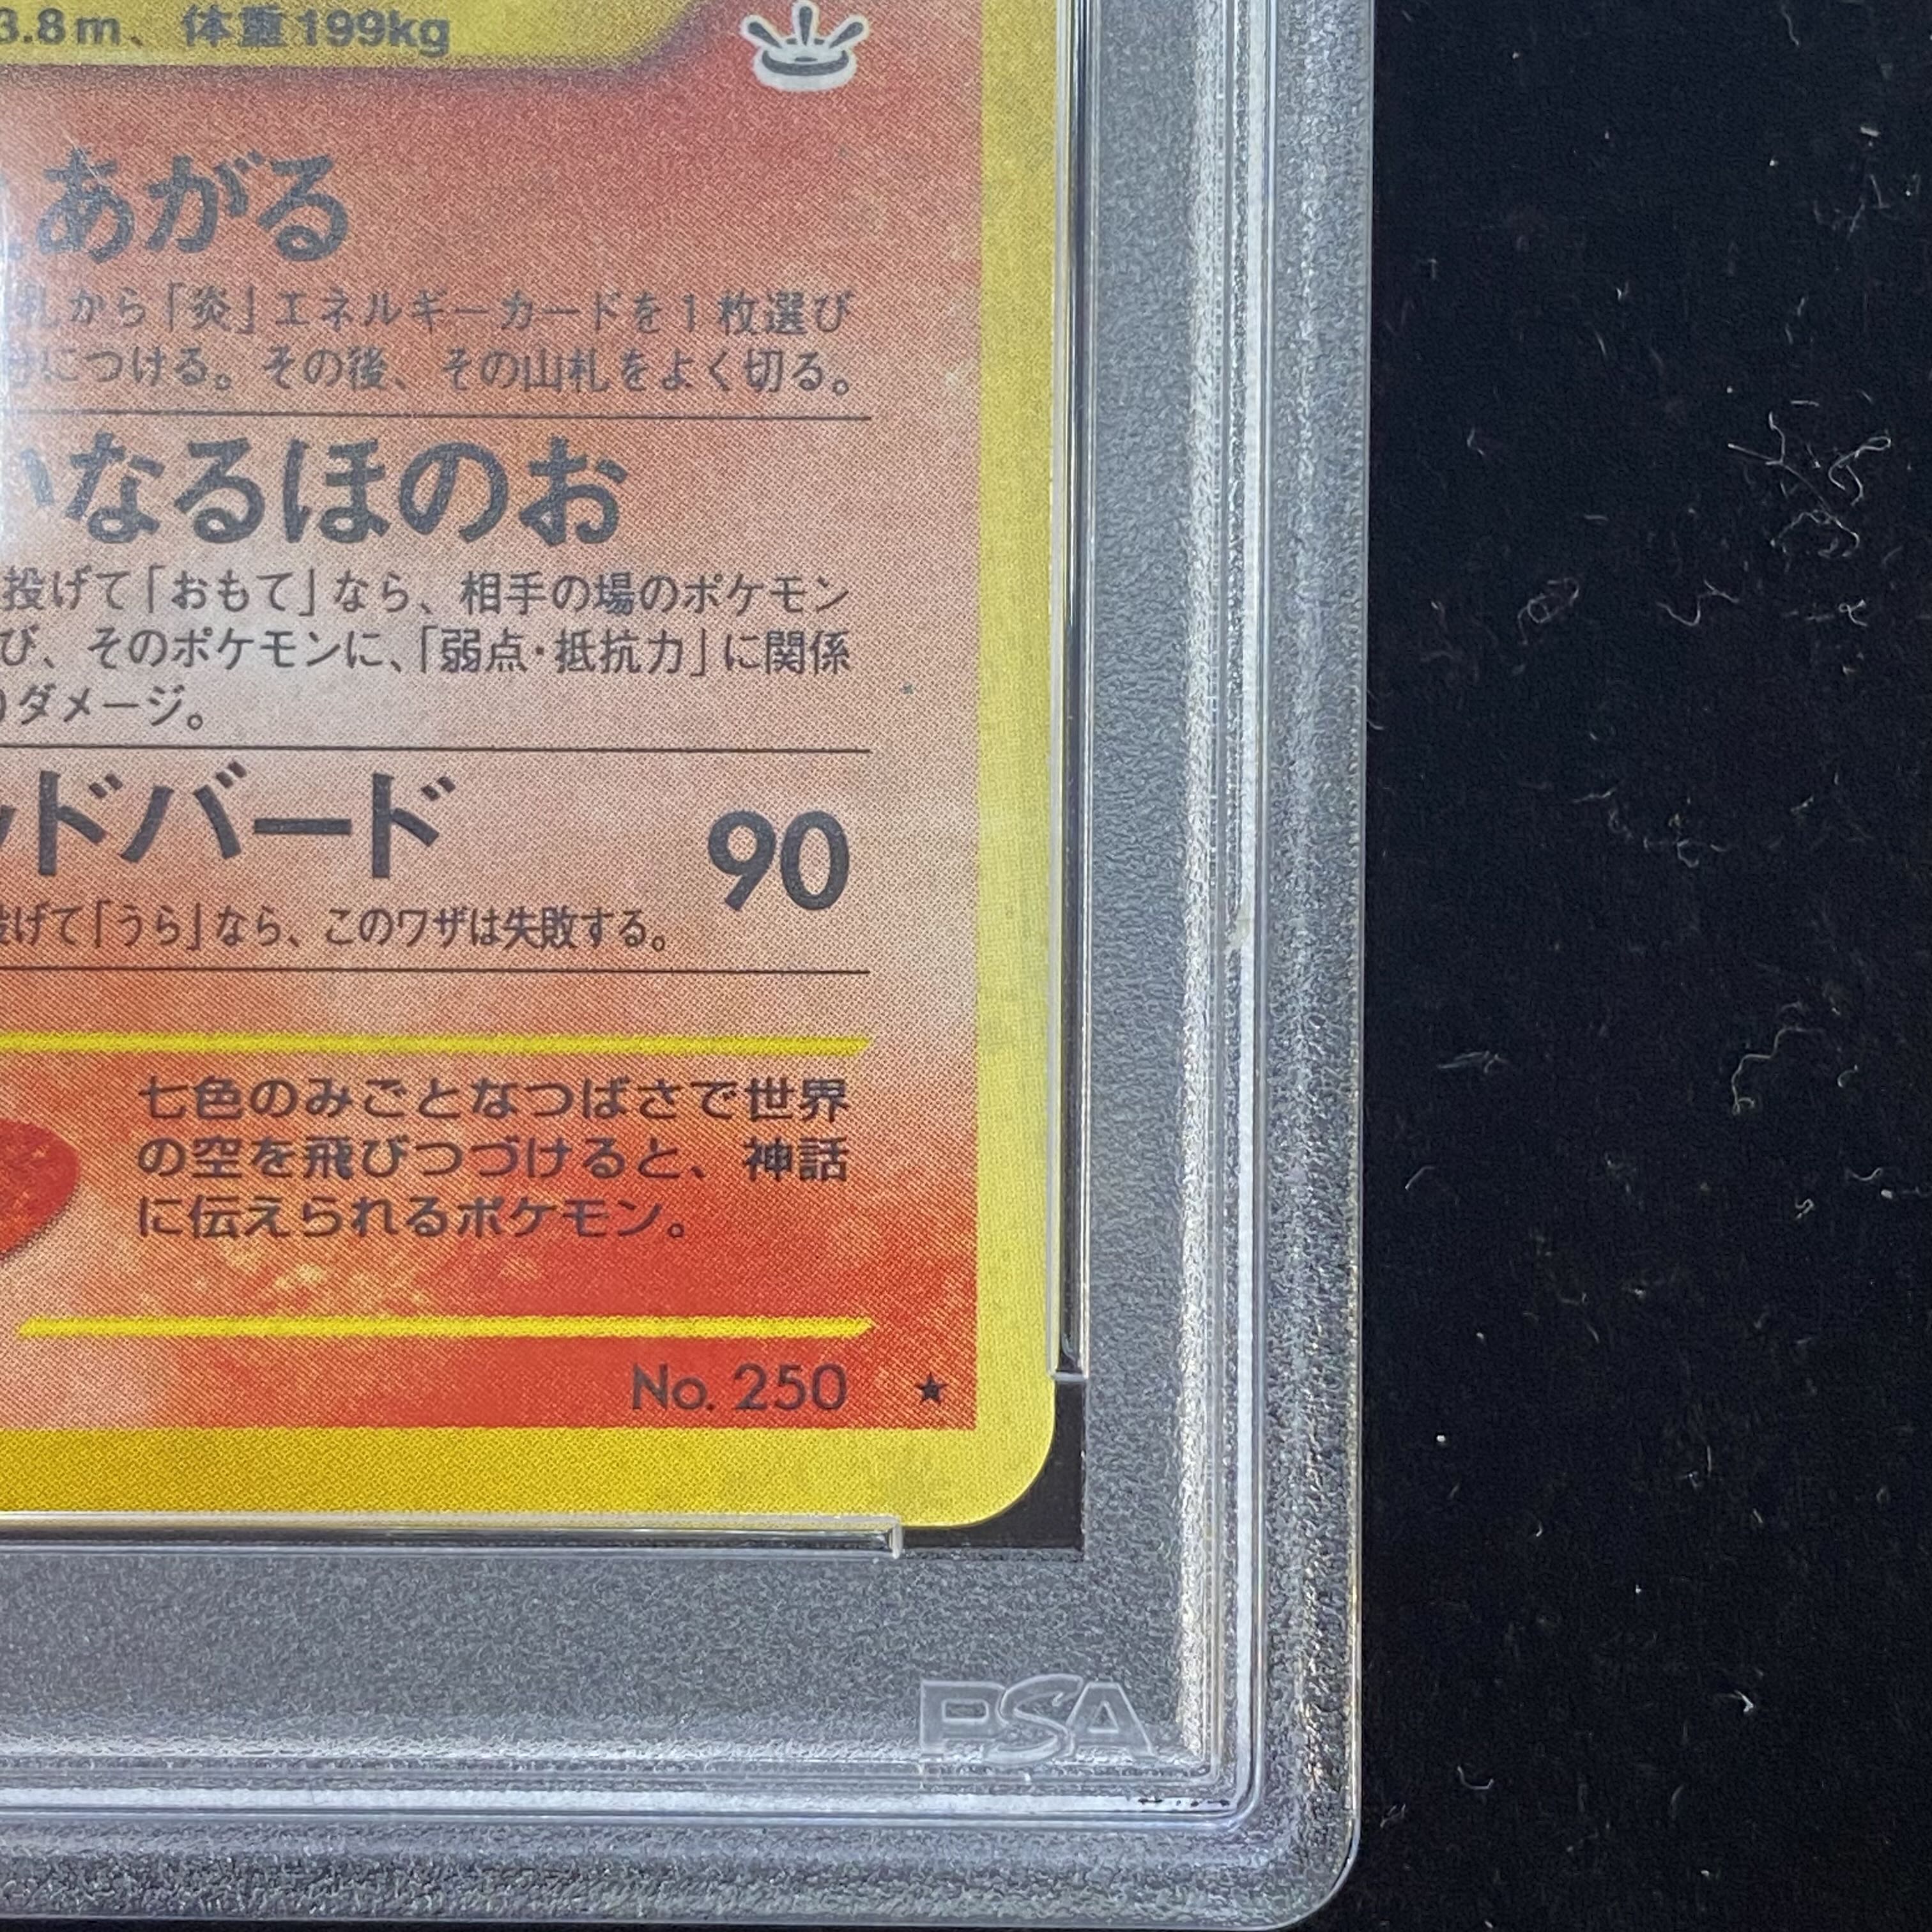 3.8m、体重199kg
あがる
札から「炎」エネルギーカードを1枚選び
につける。その後、その山札をよく切る。
いなるほのお
投げて「おもて」なら、相手の場のポケモン
び、そのポケモンに、「弱点・抵抗力」に関係
ダメージ。
ッドバード 90
投げて「うら」なら、このワザは失敗する。
七色のみごとなつばさで世界
の空を飛びつづけると、神話
に伝えられるポケモン。
No. 250 ★
PSA